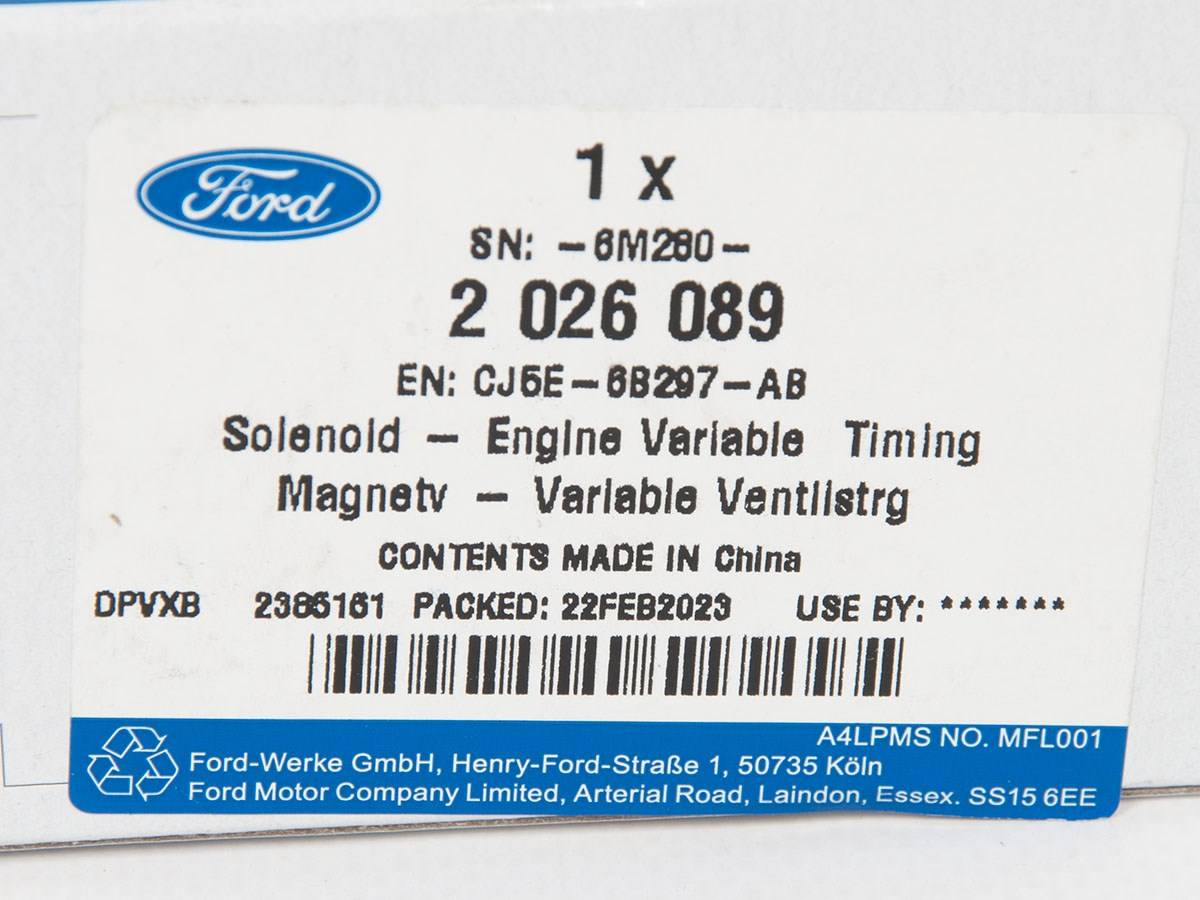 Ford
1 x
SN: -6M280-
2 026 089
EN: CJ5E-6B297-AB
Solenoid - Engine Variable Timing
Magnetv - Variable Ventilstrg
CONTENTS MADE IN China
DPVXB 2385161 PACKED: 22FEB2023 USE BY: *******
A4LPMS NO. MFL001
Ford-Werke GmbH, Henry-Ford-Straße 1, 50735 Köln
Ford Motor Company Limited, Arterial Road, Laindon, Essex. SS15 6EE